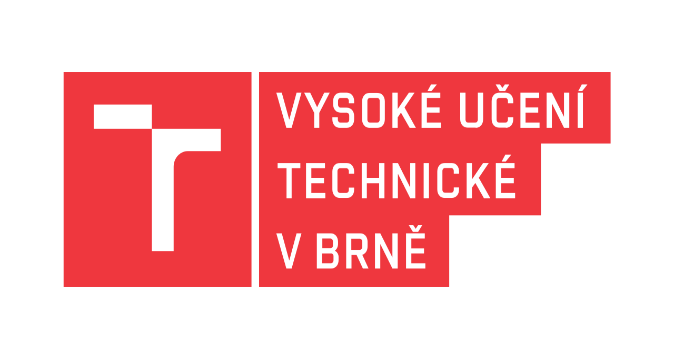 VYSOKÉ UČENÍ
TECHNICKÉ
V BRNĚ